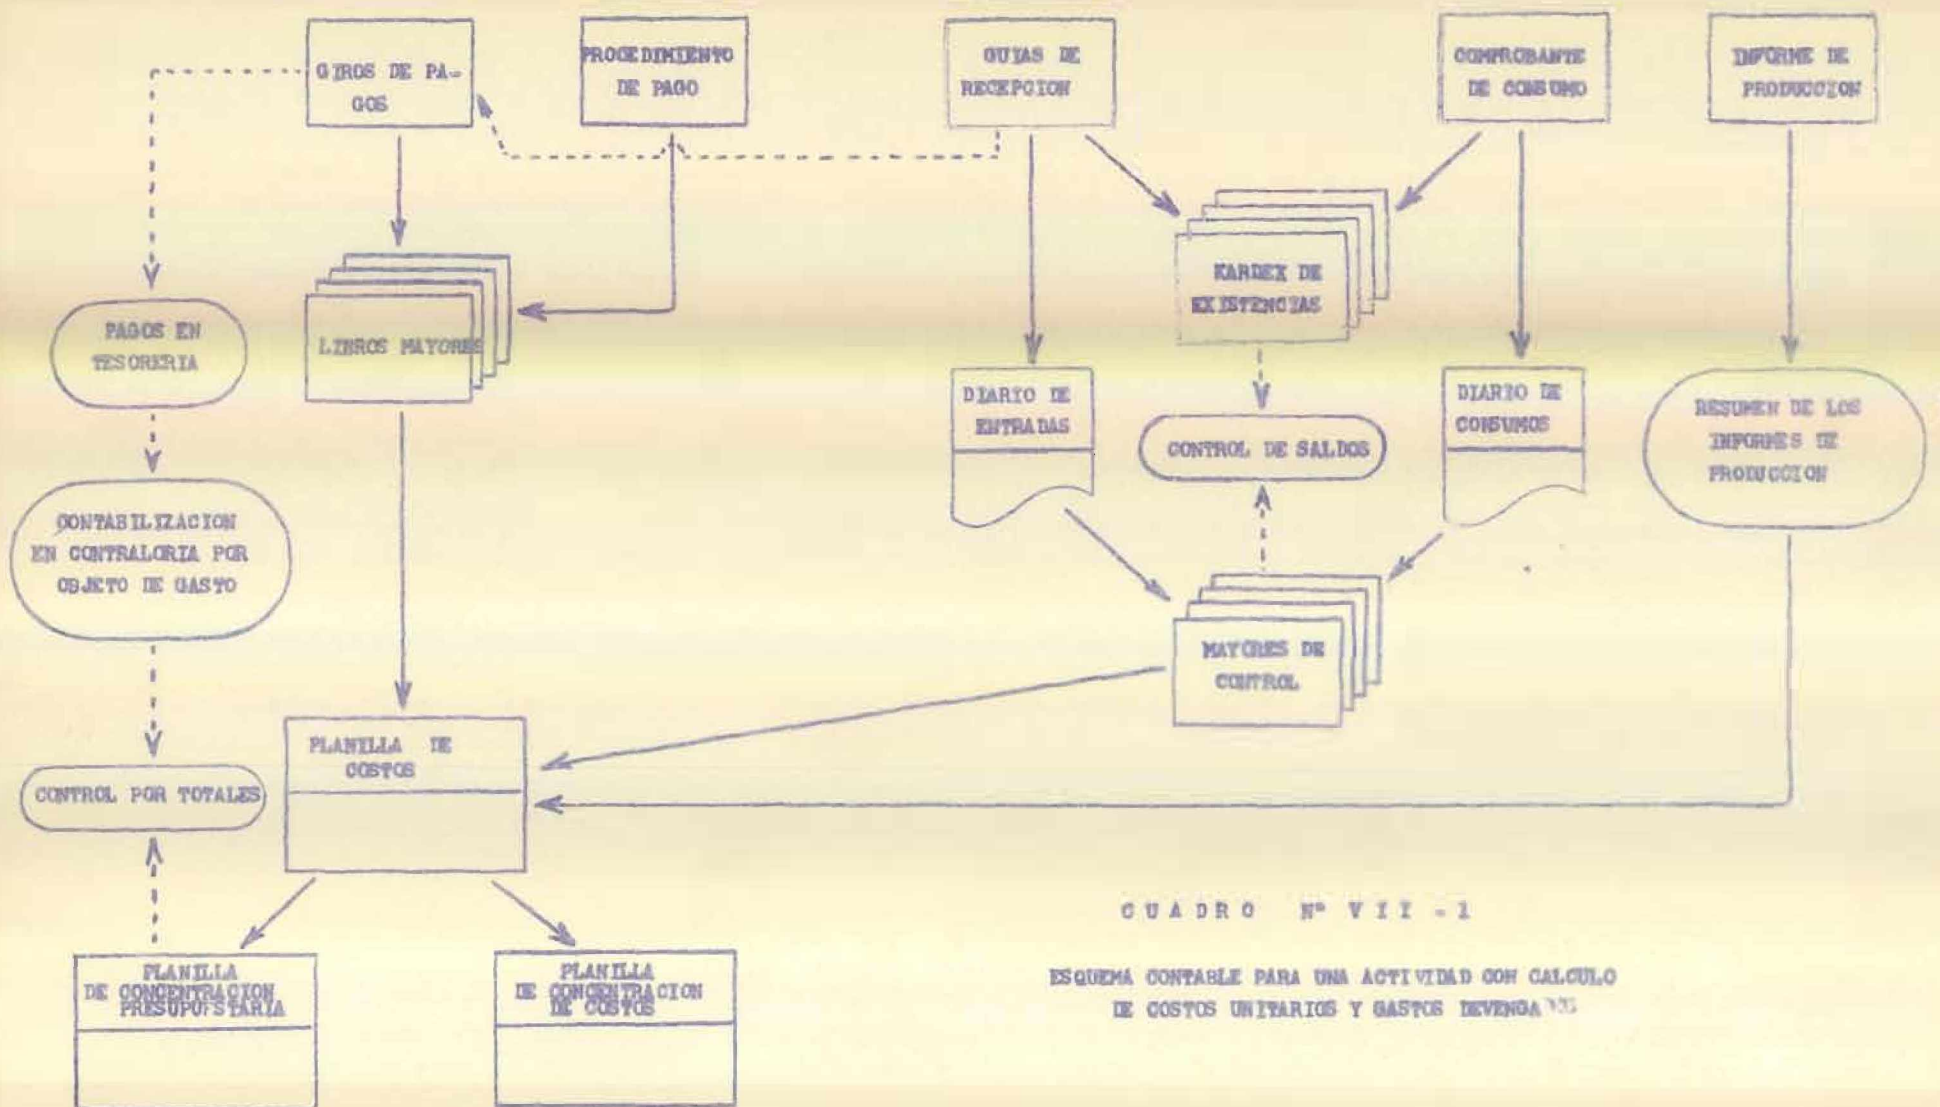 GIROS DE PA-
GOS
PROCEDIMIENTO
DE PAGO
GUIAS DE
RECEPCION
COMPROBANTE
DE CONSUMO
INFORME DE
PRODUCCION
KARDEX DE
EXISTENCIAS
PAGOS EN
TESORERIA
LIBROS MAYORES
DIARIO DE
ENTRADAS
CONTROL DE SALDOS
DIARIO DE
CONSUMOS
RESUMEN DE LOS
INFORMES DE
PRODUCCION
CONTABILIZACION
EN CONTRALORIA POR
OBJETO DE GASTO
MAYORES DE
CONTROL
PLANILLA DE
COSTOS
CONTROL POR TOTALES
PLANILLA
DE CONCENTRACION
PRESUPUESTARIA
PLANILLA
DE CONCENTRACION
DE COSTOS
CUADRO Nº VII - 1
ESQUEMA CONTABLE PARA UNA ACTIVIDAD CON CALCULO
DE COSTOS UNITARIOS Y GASTOS